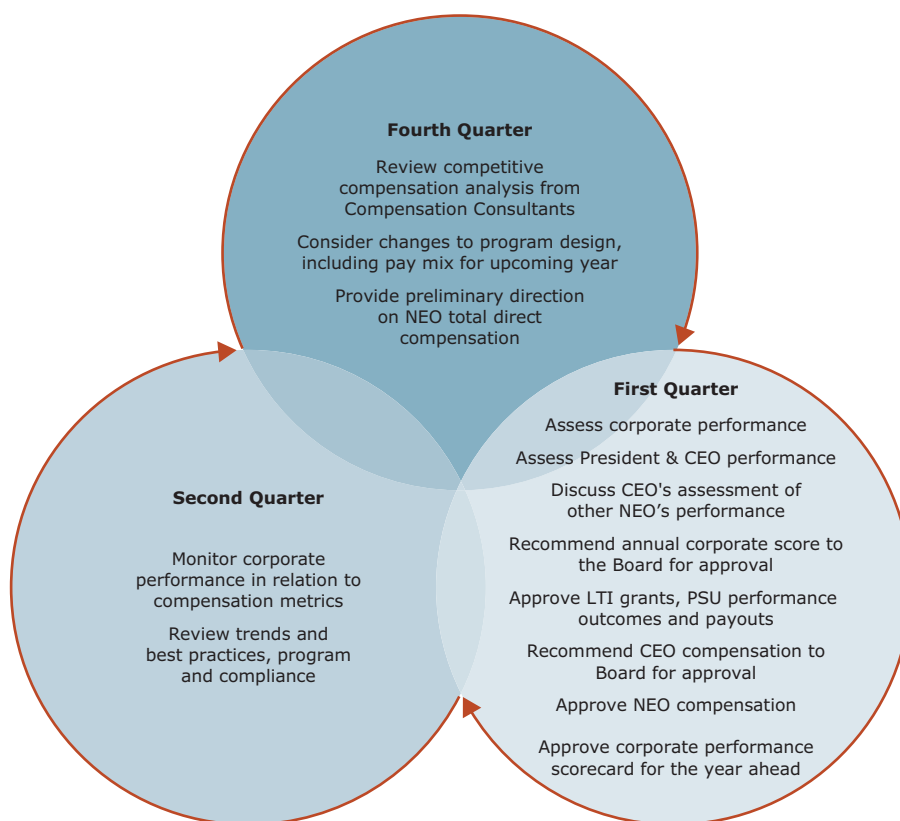 Fourth Quarter
Review competitive
compensation analysis from
Compensation Consultants
Consider changes to program design,
including pay mix for upcoming year
Provide preliminary direction
on NEO total direct
compensation
First Quarter
Assess corporate performance
Assess President & CEO performance
Discuss CEO's assessment of
other NEO’s performance
Recommend annual corporate score to
the Board for approval
Approve LTI grants, PSU performance
outcomes and payouts
Recommend CEO compensation to
Board for approval
Approve NEO compensation
Approve corporate performance
scorecard for the year ahead
Second Quarter
Monitor corporate
performance in relation to
compensation metrics
Review trends and
best practices, program
and compliance